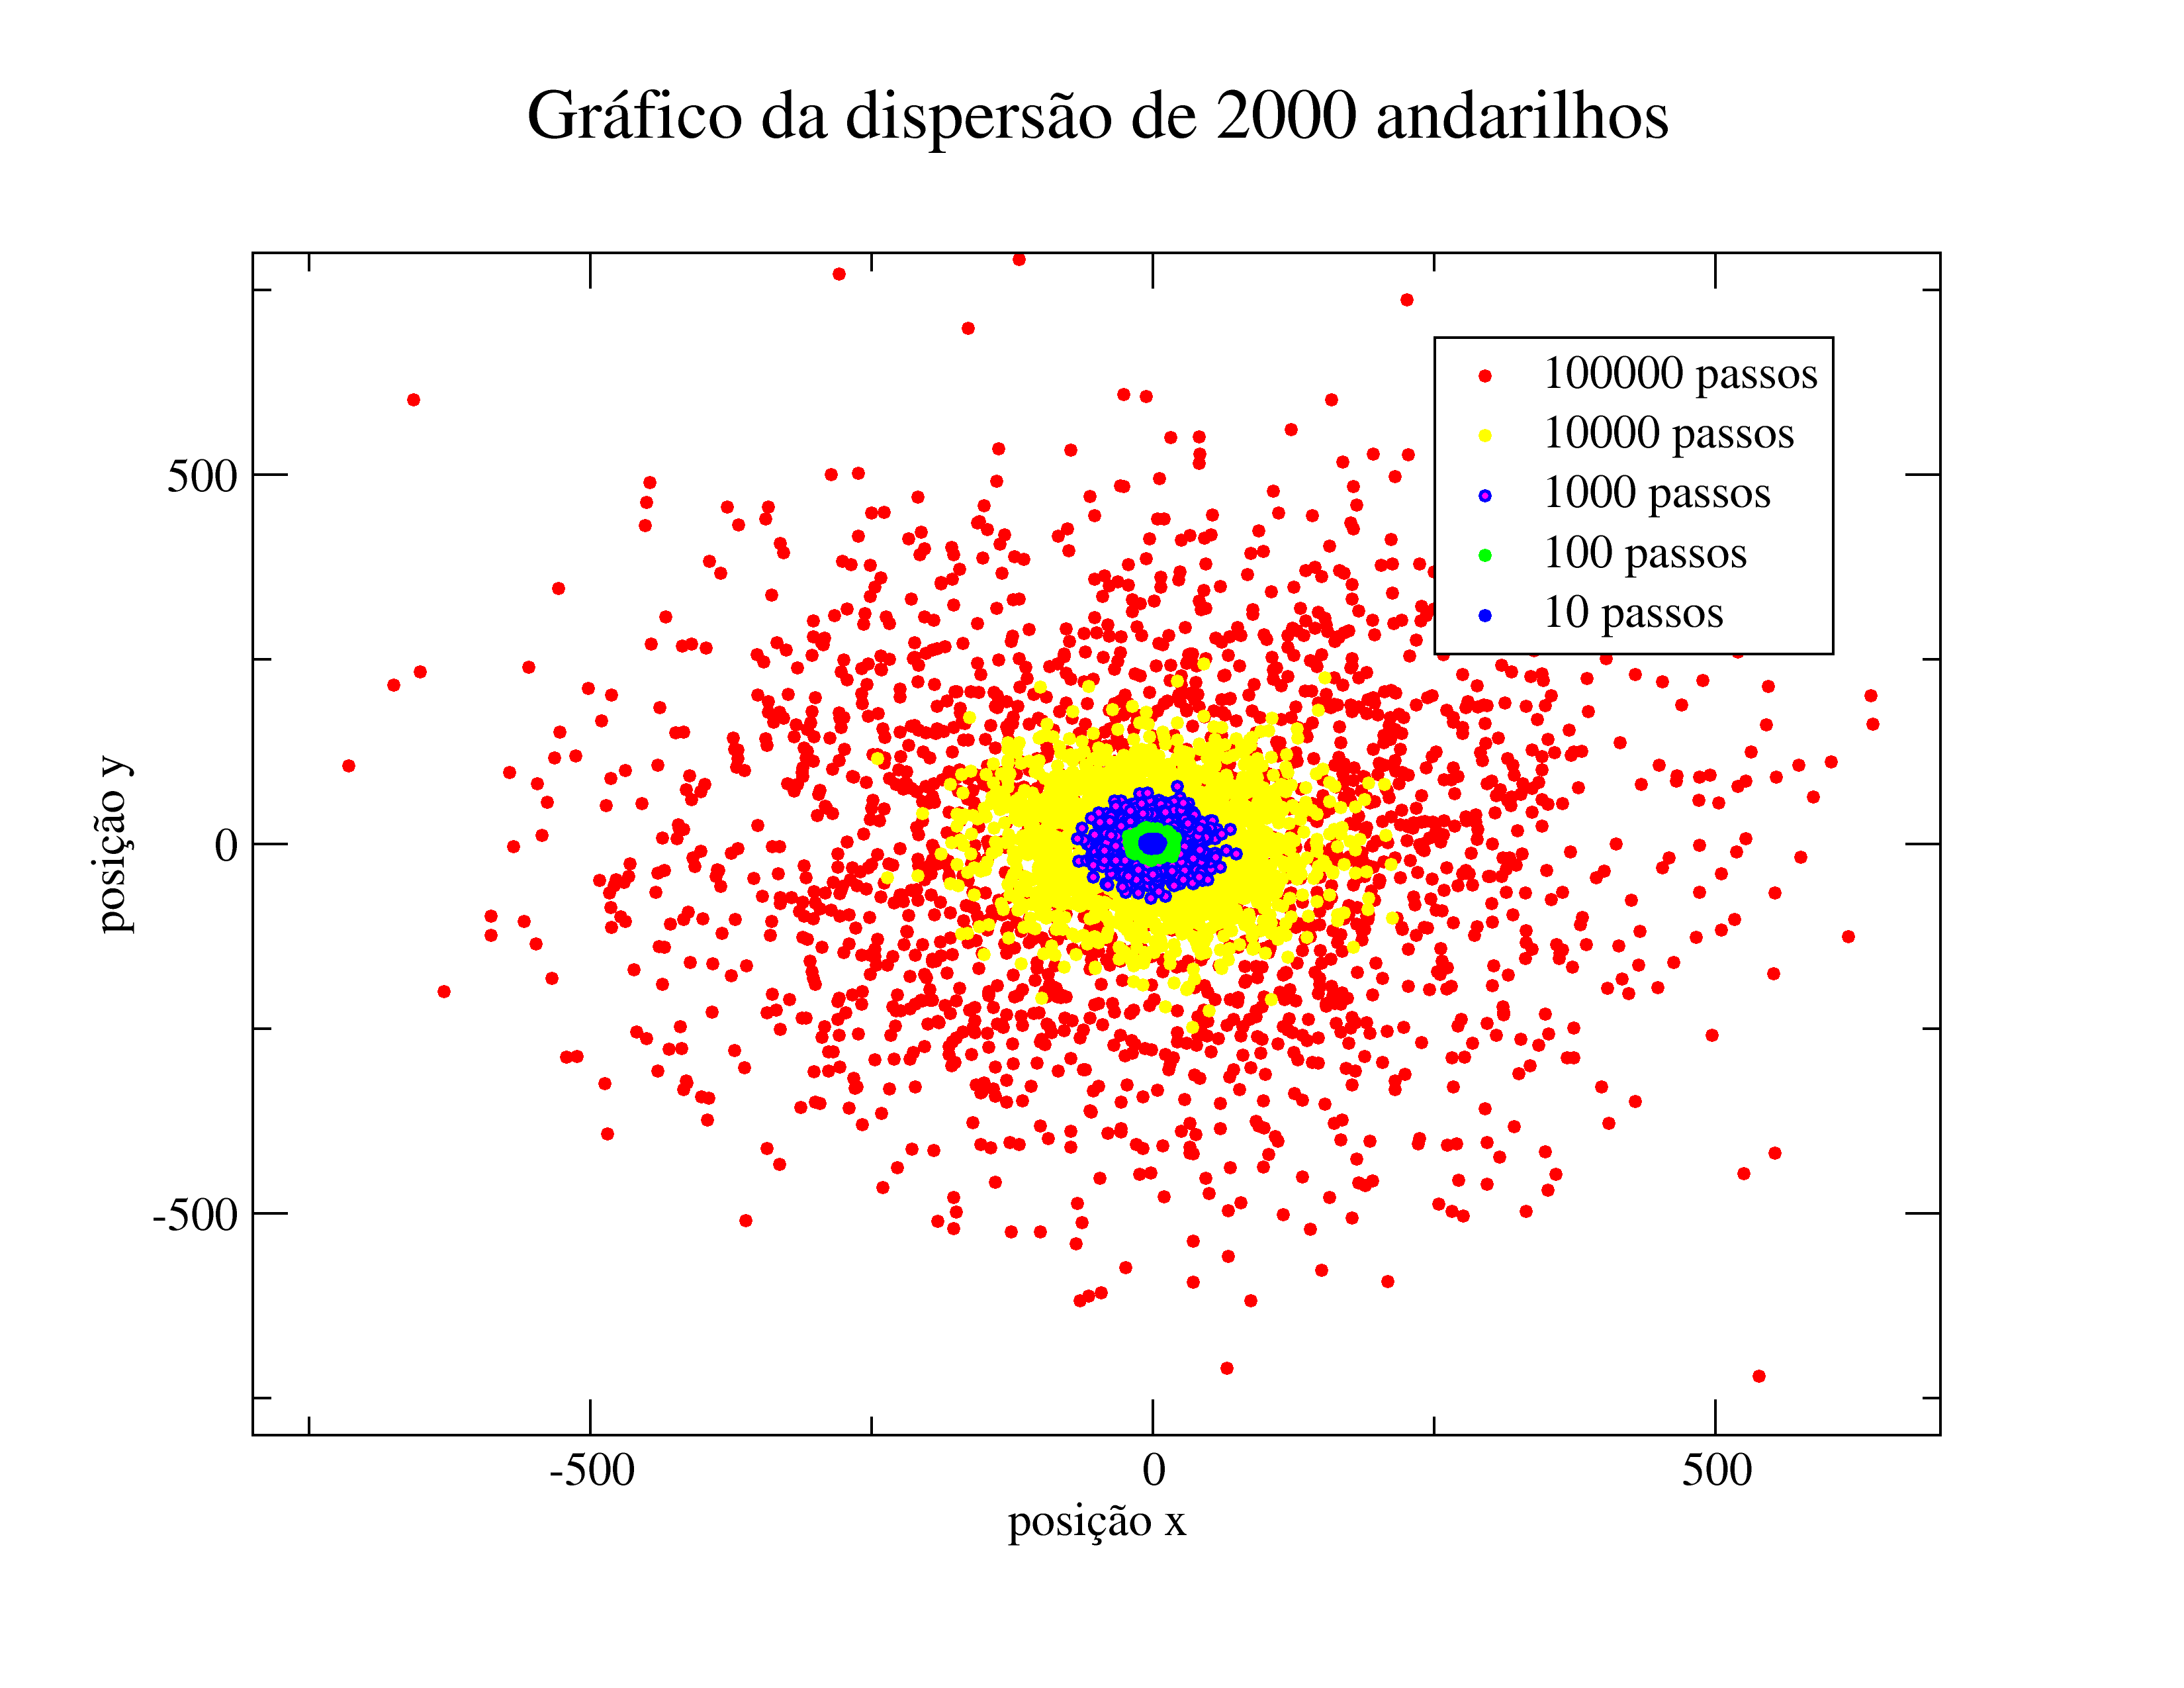 Gráfico da dispersão de 2000 andarilhos
100000 passos
10000 passos
1000 passos
100 passos
10 passos
500
0
-500
posição y
-500
0
500
posição x